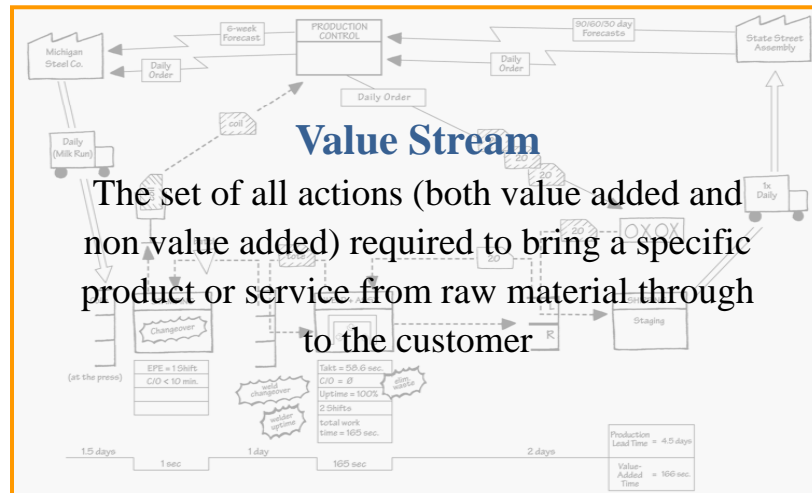 6-week
Forecast
PRODUCTION
CONTROL
90/60/30 day
Forecasts
Michigan
Steel Co.
State Street
Assembly
Daily
Order
Daily
Order
Daily Order
coil
Daily
(Milk Run)
Value Stream
20
20
1x
Daily
The set of all actions (both value added and
20
OXOX
non value added) required to bring a specific
tote
20
product or service from raw material through
Changeover
Staging
to the customer
L
R
(at the press)
EPE = 1 Shift
C/O < 10 min.
weld
changeover
welder
uptime
Takt = 58.6 sec.
C/O = Ø
Uptime = 100%
2 Shifts
total work
time = 165 sec.
elim.
waste
1.5 days
1 sec
1 day
165 sec
2 days
Production
Lead Time = 4.5 days
Value-
Added = 166 sec.
Time